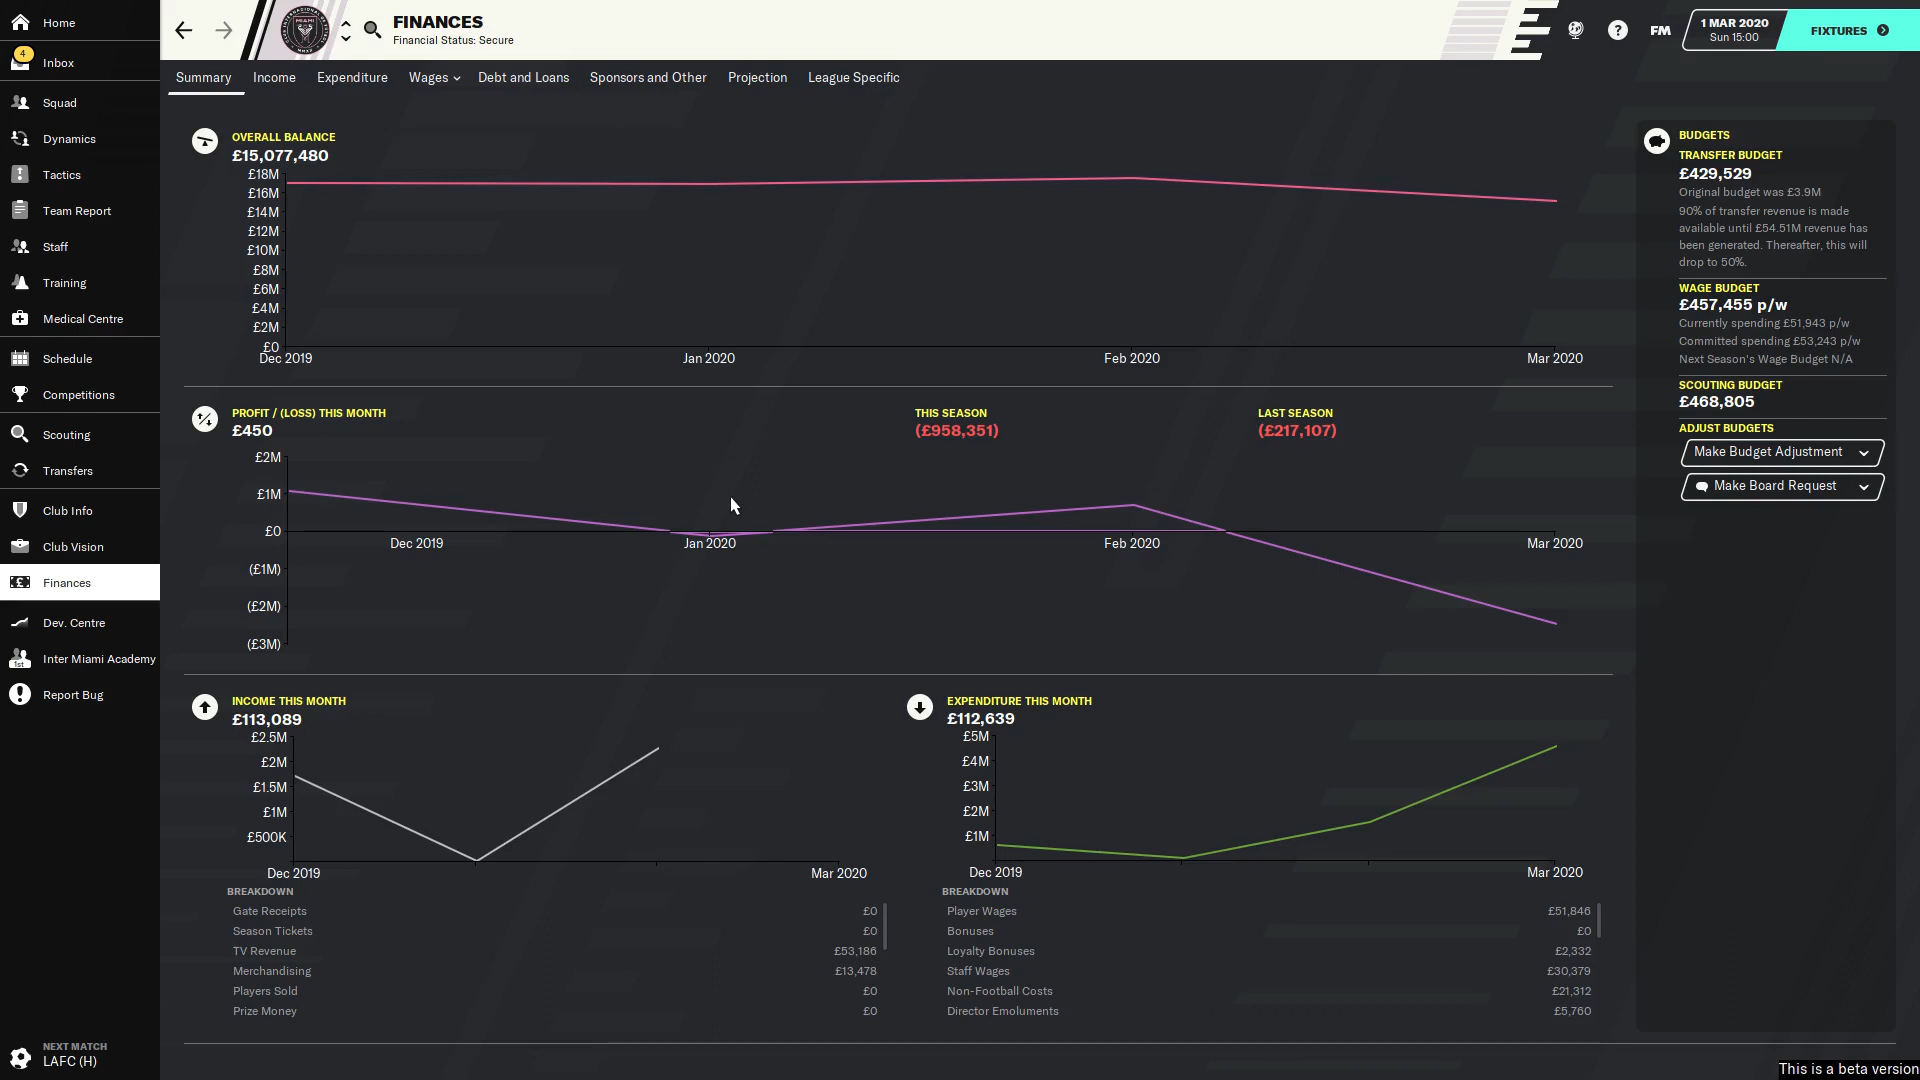 Home
4
Inbox
Squad
Dynamics
Tactics
Team Report
Staff
Training
Medical Centre
Schedule
Competitions
Scouting
Transfers
Club Info
Club Vision
Finances
Dev. Centre
1st
Inter Miami Academy
Report Bug
NEXT MATCH
LAFC (H)
MIAMI
FINANCES
Financial Status: Secure
?
FM
1 MAR 2020
Sun 15:00
FIXTURES
Summary
Income
Expenditure
Wages
Debt and Loans
Sponsors and Other
Projection
League Specific
OVERALL BALANCE
£15,077,480
£18M
£16M
£14M
£12M
£10M
£8M
£6M
£4M
£2M
£0
Dec 2019
Jan 2020
Feb 2020
Mar 2020
PROFIT / (LOSS) THIS MONTH
£450
THIS SEASON
(£958,351)
LAST SEASON
(£217,107)
£2M
£1M
£0
(£1M)
(£2M)
(£3M)
Dec 2019
Jan 2020
Feb 2020
Mar 2020
INCOME THIS MONTH
£113,089
£2.5M
£2M
£1.5M
£1M
£500K
Dec 2019
Mar 2020
BREAKDOWN
Gate Receipts £0
Season Tickets £0
TV Revenue £53,186
Merchandising £13,478
Players Sold £0
Prize Money £0
EXPENDITURE THIS MONTH
£112,639
£5M
£4M
£3M
£2M
£1M
Dec 2019
Mar 2020
BREAKDOWN
Player Wages £51,846
Bonuses £0
Loyalty Bonuses £2,332
Staff Wages £30,379
Non-Football Costs £21,312
Director Emoluments £5,760
BUDGETS
TRANSFER BUDGET
£429,529
Original budget was £3.9M
90% of transfer revenue is made
available until £54.51M revenue has
been generated. Thereafter, this will
drop to 50%.
WAGE BUDGET
£457,455 p/w
Currently spending £51,943 p/w
Committed spending £53,243 p/w
Next Season's Wage Budget N/A
SCOUTING BUDGET
£468,805
ADJUST BUDGETS
Make Budget Adjustment
Make Board Request
This is a beta version